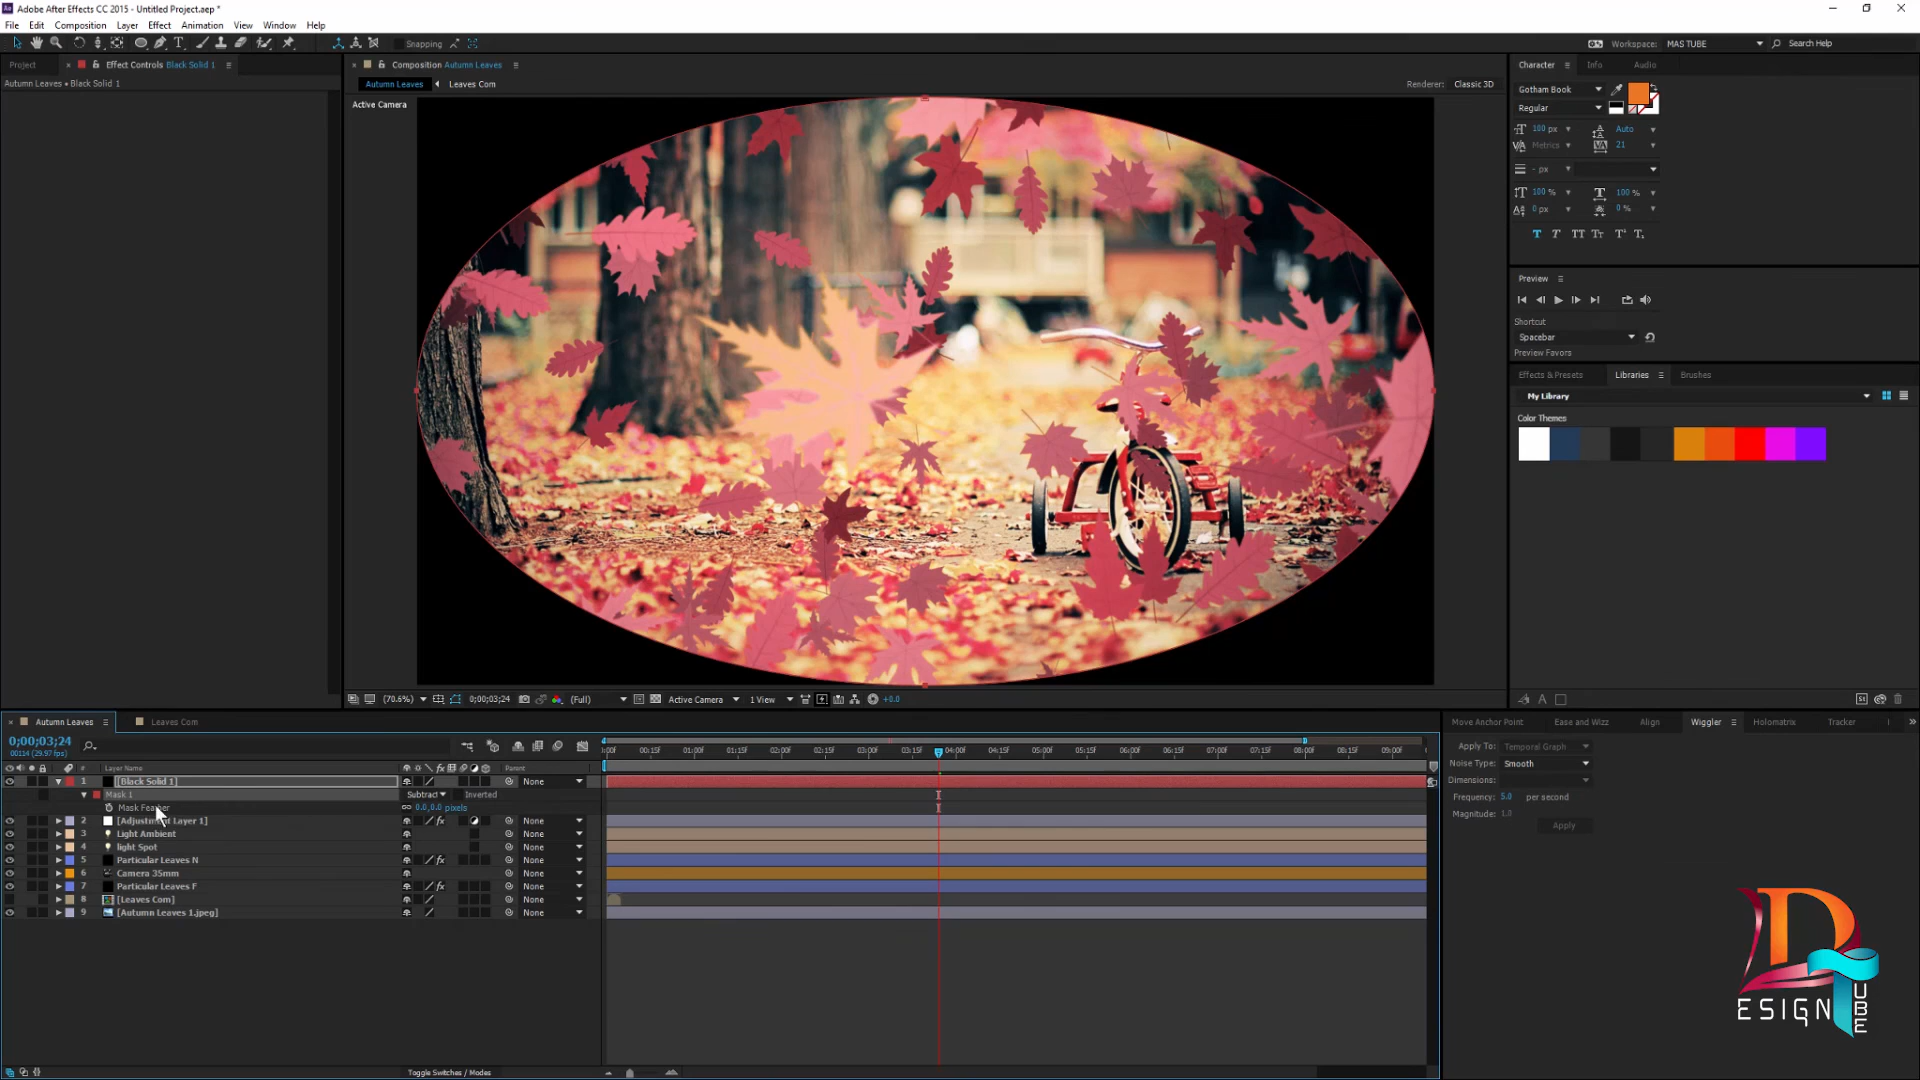 Adobe After Effects CC 2015 - Untitled Project.aep *
File Edit Composition Layer Effect Animation View Window Help
Snapping
Workspace: MAS TUBE
Search Help
Project
Effect Controls Black Solid 1
Autumn Leaves • Black Solid 1
Composition Autumn Leaves
Autumn Leaves Leaves Com
Renderer: Classic 3D
Active Camera
Character Info Audio
Gotham Book
Regular
100 px Auto
Metrics 21
- px
100 % 100 %
0 px 0 %
Preview
Shortcut
Spacebar
Preview Favors
Effects & Presets Libraries Brushes
My Library
Color Themes
(70.6%) 0;00;03;24 (Full) Active Camera 1 View +0.0
Autumn Leaves Leaves Com
0;00;03;24
00114 (29.97 fps)
:00f 00:15f 01:00f 01:15f 02:00f 02:15f 03:00f 03:15f 04:00f 04:15f 05:00f 05:15f 06:00f 06:15f 07:00f 07:15f 08:00f 08:15f 09:00f
# Layer Name Parent
1 [Black Solid 1] None
Mask 1 Subtract Inverted
Mask Feather 0.0,0.0 pixels
2 [Adjustment Layer 1] None
3 Light Ambient None
4 light Spot None
5 Particular Leaves N None
6 Camera 35mm None
7 Particular Leaves F None
8 [Leaves Com] None
9 [Autumn Leaves 1.jpeg] None
Toggle Switches / Modes
Move Anchor Point Ease and Wizz Align Wiggler Holomatrix Tracker
Apply To: Temporal Graph
Noise Type: Smooth
Dimensions:
Frequency: 5.0 per second
Magnitude: 1.0
Apply
DESIGN TUBE